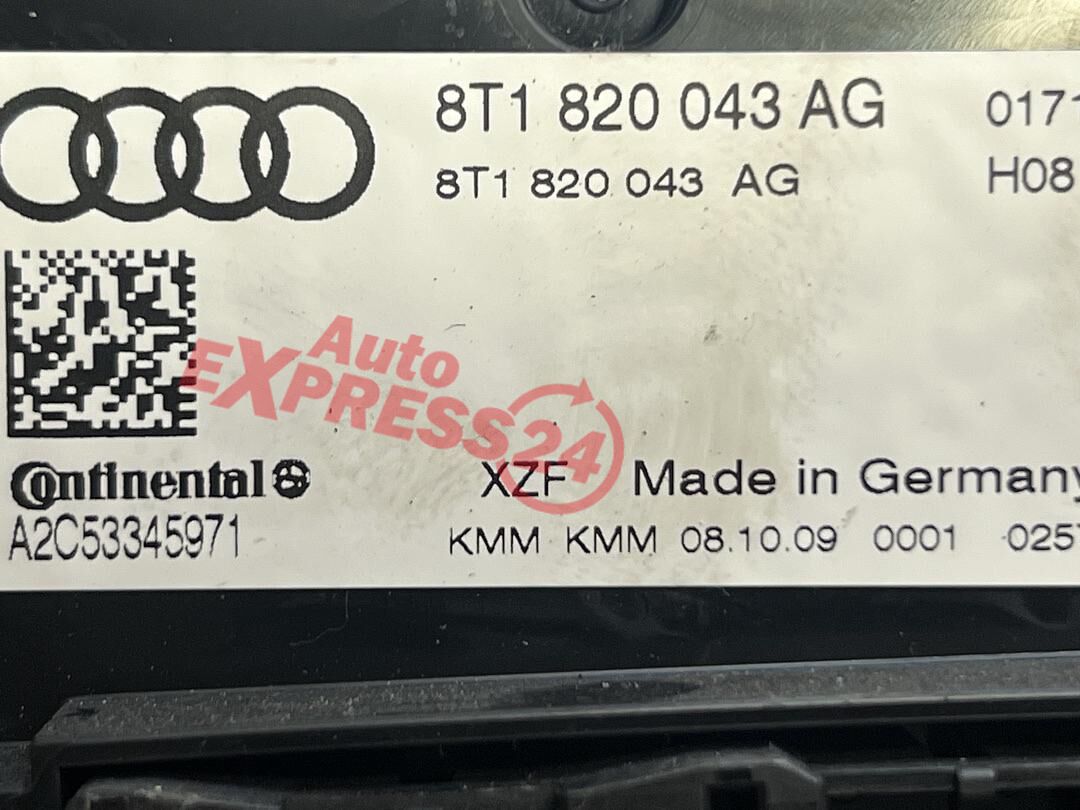 8T1 820 043 AG 0171
8T1 820 043 AG H08
Auto
EXPRESS24
Continental
XZF Made in Germany
A2C53345971
KMM KMM 08.10.09 0001 0257